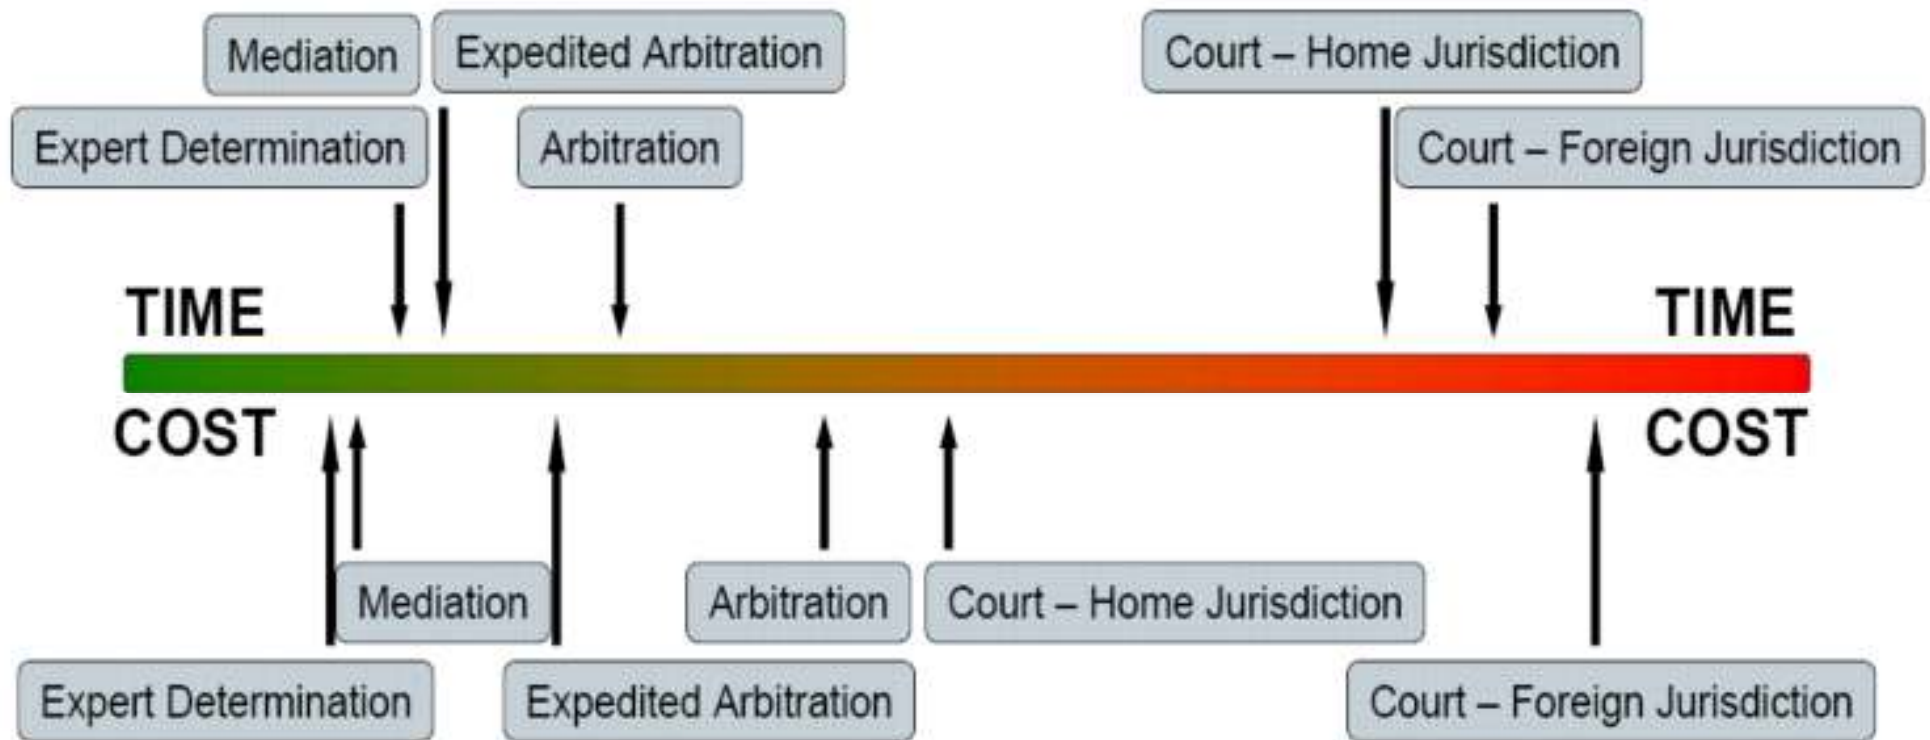 Mediation
Expedited Arbitration
Court – Home Jurisdiction
Expert Determination
Arbitration
Court – Foreign Jurisdiction
TIME
TIME
COST
COST
Mediation
Arbitration
Court – Home Jurisdiction
Expert Determination
Expedited Arbitration
Court – Foreign Jurisdiction